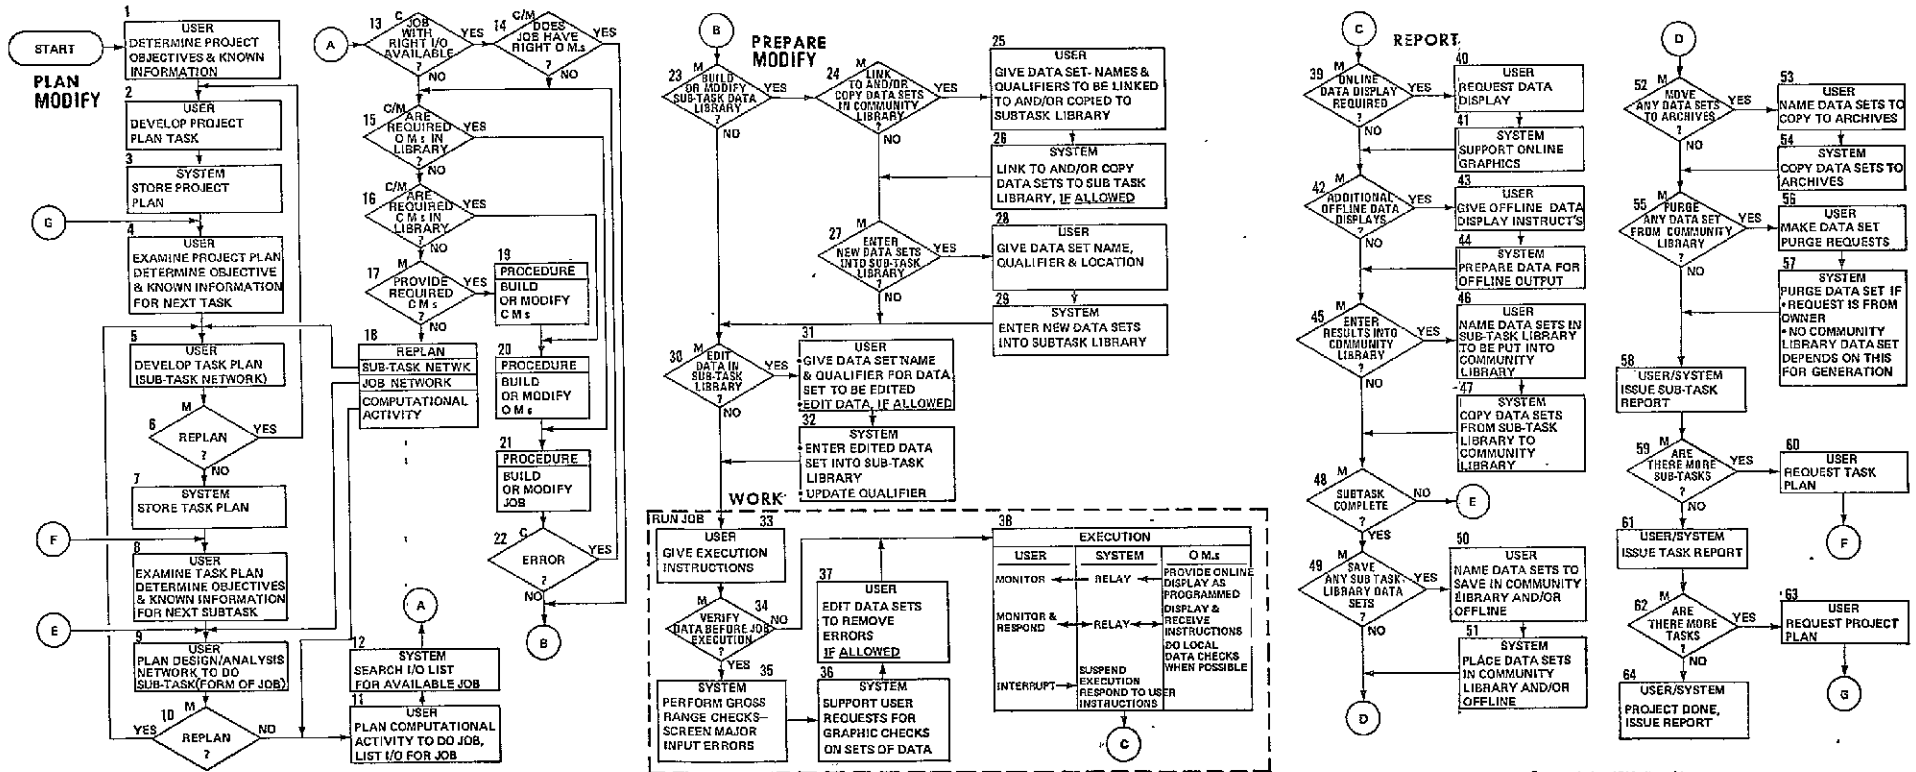 START
PLAN
MODIFY
1
USER
DETERMINE PROJECT
OBJECTIVES & KNOWN
INFORMATION
2
USER
DEVELOP PROJECT
PLAN TASK
3
SYSTEM
STORE PROJECT
PLAN
G
4
USER
EXAMINE PROJECT PLAN
DETERMINE OBJECTIVE
& KNOWN INFORMATION
FOR NEXT TASK
5
USER
DEVELOP TASK PLAN
(SUB-TASK NETWORK)
M
6
REPLAN
?
YES
NO
7
SYSTEM
STORE TASK PLAN
F
8
USER
EXAMINE TASK PLAN
DETERMINE OBJECTIVES
& KNOWN INFORMATION
FOR NEXT SUBTASK
E
9
USER
PLAN DESIGN/ANALYSIS
NETWORK TO DO
SUB-TASK(FORM OF JOB)
M
10
REPLAN
?
YES
NO
11
USER
PLAN COMPUTATIONAL
ACTIVITY TO DO JOB,
LIST I/O FOR JOB
12
SYSTEM
SEARCH I/O LIST
FOR AVAILABLE JOB
A
A
13
C
JOB
WITH
RIGHT I/O
AVAILABLE
?
YES
NO
14
C/M
DOES
JOB HAVE
RIGHT O M.s
?
YES
NO
15
C/M
ARE
REQUIRED
O M s IN
LIBRARY
?
YES
NO
16
C/M
ARE
REQUIRED
C M s IN
LIBRARY
?
YES
NO
17
M
PROVIDE
REQUIRED
C M s
?
YES
NO
18
REPLAN
SUB-TASK NETWK
JOB NETWORK
COMPUTATIONAL
ACTIVITY
19
PROCEDURE
BUILD
OR MODIFY
C M s
20
PROCEDURE
BUILD
OR MODIFY
O M s
21
PROCEDURE
BUILD
OR MODIFY
JOB
22
C
ERROR
?
YES
NO
B
B
PREPARE
MODIFY
23
M
BUILD
OR MODIFY
SUB-TASK DATA
LIBRARY
?
YES
NO
24
M
LINK
TO AND/OR
COPY DATA SETS
IN COMMUNITY
LIBRARY
?
YES
NO
25
USER
GIVE DATA SET- NAMES &
QUALIFIERS TO BE LINKED
TO AND/OR COPIED TO
SUBTASK LIBRARY
26
SYSTEM
LINK TO AND/OR COPY
DATA SETS TO SUB TASK
LIBRARY, IF ALLOWED
27
M
ENTER
NEW DATA SETS
INTO SUB-TASK
LIBRARY
?
YES
NO
28
USER
GIVE DATA SET NAME,
QUALIFIER & LOCATION
29
SYSTEM
ENTER NEW DATA SETS
INTO SUBTASK LIBRARY
30
M
EDIT
DATA IN
SUB-TASK
LIBRARY
?
YES
NO
31
USER
• GIVE DATA SET NAME
& QUALIFIER FOR DATA
SET TO BE EDITED
• EDIT DATA, IF ALLOWED
32
SYSTEM
• ENTER EDITED DATA
SET INTO SUB-TASK
LIBRARY
• UPDATE QUALIFIER
WORK
RUN JOB
33
USER
GIVE EXECUTION
INSTRUCTIONS
34
M
VERIFY
DATA BEFORE JOB
EXECUTION
?
NO
YES
35
SYSTEM
PERFORM GROSS
RANGE CHECKS—
SCREEN MAJOR
INPUT ERRORS
36
SYSTEM
SUPPORT USER
REQUESTS FOR
GRAPHIC CHECKS
ON SETS OF DATA
37
USER
EDIT DATA SETS
TO REMOVE
ERRORS
IF ALLOWED
38
EXECUTION
USER SYSTEM O M.s
MONITOR RELAY PROVIDE ONLINE
DISPLAY AS
PROGRAMMED
MONITOR &
RESPOND RELAY DISPLAY &
RECEIVE
INSTRUCTIONS
DO LOCAL
DATA CHECKS
WHEN POSSIBLE
INTERRUPT SUSPEND
EXECUTION
RESPOND TO USER
INSTRUCTIONS
C
C
REPORT
39
M
ONLINE
DATA DISPLAY
REQUIRED
?
YES
NO
40
USER
REQUEST DATA
DISPLAY
41
SYSTEM
SUPPORT ONLINE
GRAPHICS
42
M
ADDITIONAL
OFFLINE DATA
DISPLAYS
?
YES
NO
43
USER
GIVE OFFLINE DATA
DISPLAY INSTRUCT'S
44
SYSTEM
PREPARE DATA FOR
OFFLINE OUTPUT
45
M
ENTER
RESULTS INTO
COMMUNITY
LIBRARY
?
YES
NO
46
USER
NAME DATA SETS IN
SUB-TASK LIBRARY
TO BE PUT INTO
COMMUNITY
LIBRARY
47
SYSTEM
COPY DATA SETS
FROM SUB-TASK
LIBRARY TO
COMMUNITY
LIBRARY
48
M
SUBTASK
COMPLETE
?
NO
YES
E
49
M
SAVE
ANY SUB TASK
LIBRARY DATA
SETS
?
YES
NO
50
USER
NAME DATA SETS TO
SAVE IN COMMUNITY
LIBRARY AND/OR
OFFLINE
51
SYSTEM
PLACE DATA SETS
IN COMMUNITY
LIBRARY AND/OR
OFFLINE
D
D
52
M
MOVE
ANY DATA SETS
TO ARCHIVES
?
YES
NO
53
USER
NAME DATA SETS TO
COPY TO ARCHIVES
54
SYSTEM
COPY DATA SETS TO
ARCHIVES
55
M
PURGE
ANY DATA SET
FROM COMMUNITY
LIBRARY
?
YES
NO
56
USER
MAKE DATA SET
PURGE REQUESTS
57
SYSTEM
PURGE DATA SET IF
• REQUEST IS FROM
OWNER
• NO COMMUNITY
LIBRARY DATA SET
DEPENDS ON THIS
FOR GENERATION
58
USER/SYSTEM
ISSUE SUB-TASK
REPORT
59
M
ARE
THERE MORE
SUB-TASKS
?
YES
NO
60
USER
REQUEST TASK
PLAN
F
61
USER/SYSTEM
ISSUE TASK REPORT
62
M
ARE
THERE MORE
TASKS
?
YES
NO
63
USER
REQUEST PROJECT
PLAN
G
64
USER/SYSTEM
PROJECT DONE,
ISSUE REPORT